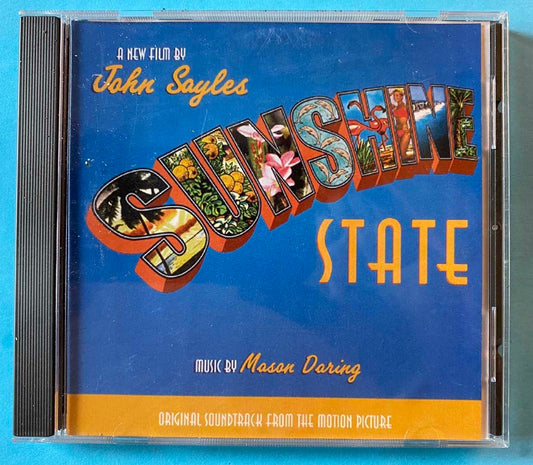 A NEW FILM BY
John Sayles
SUNSHINE
STATE
MUSIC BY Mason Daring
ORIGINAL SOUNDTRACK FROM THE MOTION PICTURE